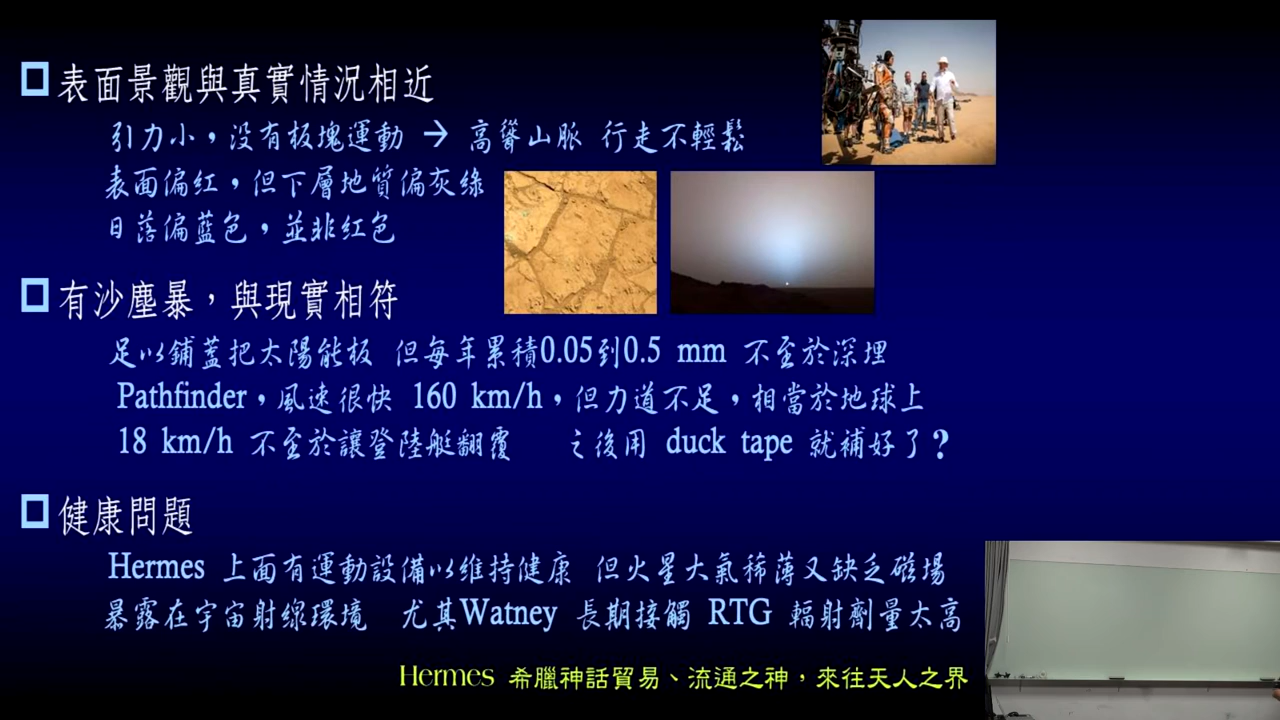 表面景觀與真實情況相近
引力小，沒有板塊運動 → 高聳山脈 行走不輕鬆
表面偏紅，但下層地質偏灰綠
日落偏藍色，並非紅色
有沙塵暴，與現實相符
足以鋪蓋把太陽能板 但每年累積0.05到0.5 mm 不至於深埋
Pathfinder，風速很快 160 km/h，但力道不足，相當於地球上
18 km/h 不至於讓登陸艇翻覆 之後用 duck tape 就補好了？
健康問題
Hermes 上面有運動設備以維持健康 但火星大氣稀薄又缺乏磁場
暴露在宇宙射線環境 尤其Watney 長期接觸 RTG 輻射劑量太高
Hermes 希臘神話貿易、流通之神，來往天人之界